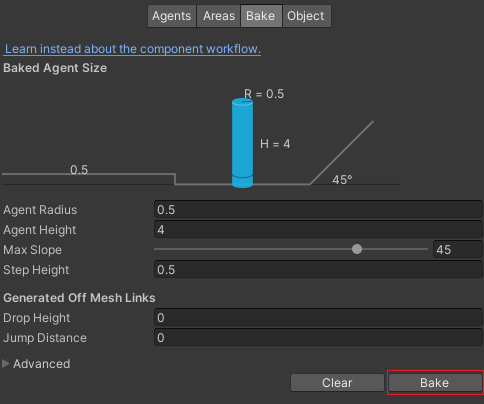 Agents Areas Bake Object
Learn instead about the component workflow.
Baked Agent Size
R = 0.5
H = 4
0.5
45°
Agent Radius 0.5
Agent Height 4
Max Slope 45
Step Height 0.5
Generated Off Mesh Links
Drop Height 0
Jump Distance 0
Advanced
Clear Bake